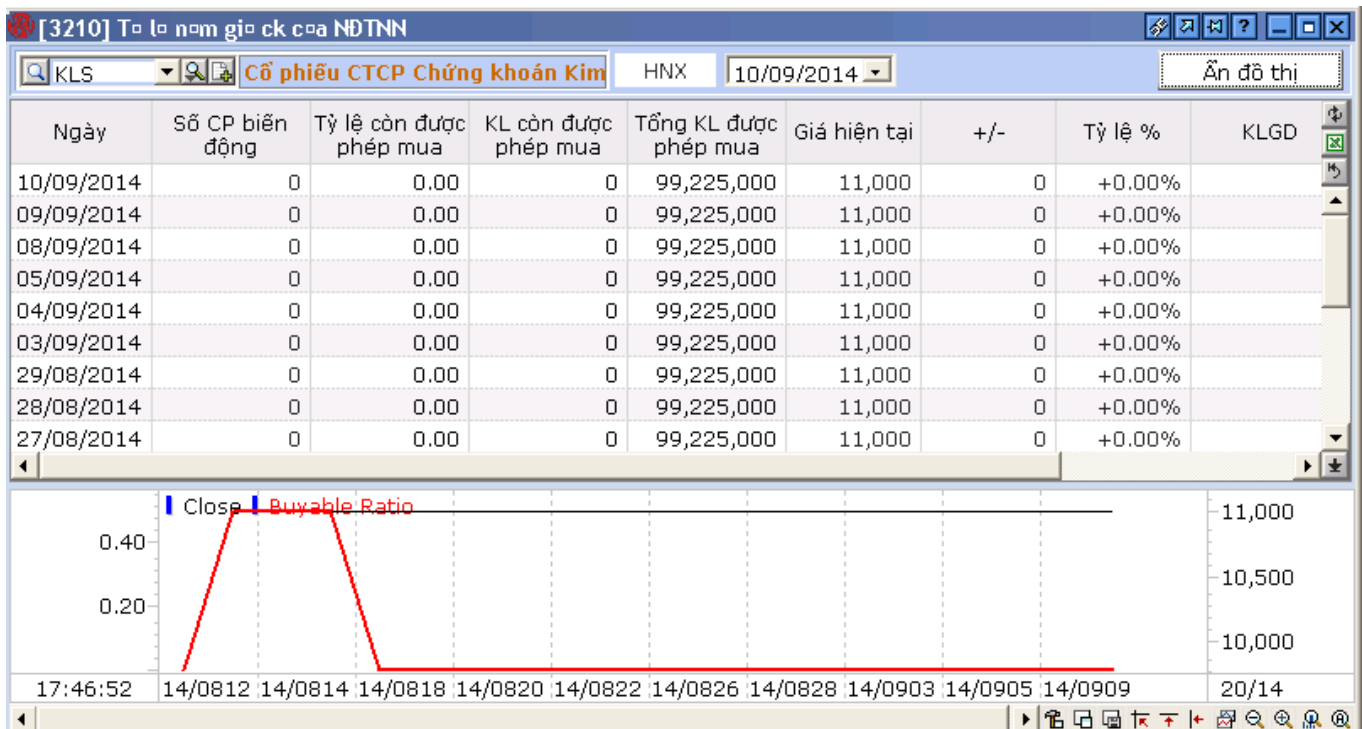 [3210] T¤ l¤ n¤m gi¤ ck c¤a NĐTNN
KLS Cổ phiếu CTCP Chứng khoán Kim HNX 10/09/2014 Ẩn đồ thị
Ngày Số CP biến động Tỷ lệ còn được phép mua KL còn được phép mua Tổng KL được phép mua Giá hiện tại +/- Tỷ lệ % KLGD
10/09/2014 0 0.00 0 99,225,000 11,000 0 +0.00%
09/09/2014 0 0.00 0 99,225,000 11,000 0 +0.00%
08/09/2014 0 0.00 0 99,225,000 11,000 0 +0.00%
05/09/2014 0 0.00 0 99,225,000 11,000 0 +0.00%
04/09/2014 0 0.00 0 99,225,000 11,000 0 +0.00%
03/09/2014 0 0.00 0 99,225,000 11,000 0 +0.00%
29/08/2014 0 0.00 0 99,225,000 11,000 0 +0.00%
28/08/2014 0 0.00 0 99,225,000 11,000 0 +0.00%
27/08/2014 0 0.00 0 99,225,000 11,000 0 +0.00%
Close Buyable Ratio
11,000
0.40
10,500
0.20
10,000
17:46:52 14/0812 14/0814 14/0818 14/0820 14/0822 14/0826 14/0828 14/0903 14/0905 14/0909 20/14